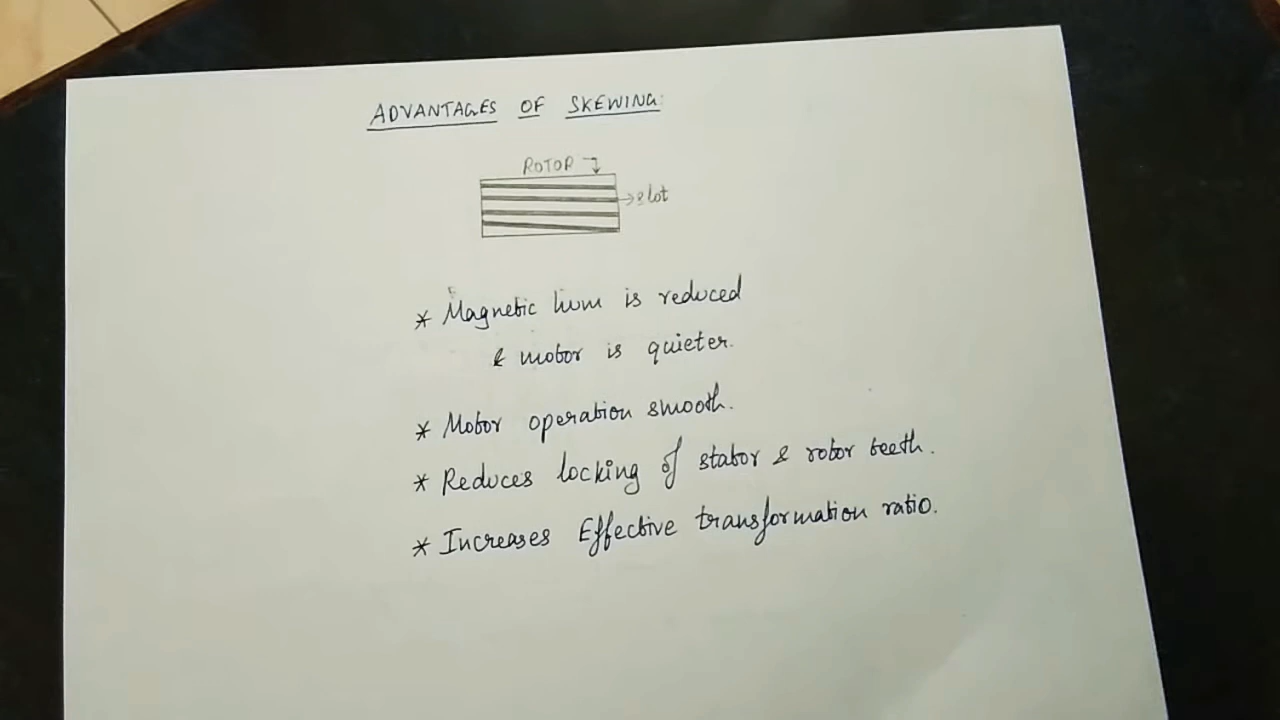 ADVANTAGES OF SKEWING:
ROTOR
slot
* Magnetic hum is reduced
& motor is quieter.
* Motor operation smooth.
* Reduces locking of stator & rotor teeth.
* Increases Effective transformation ratio.